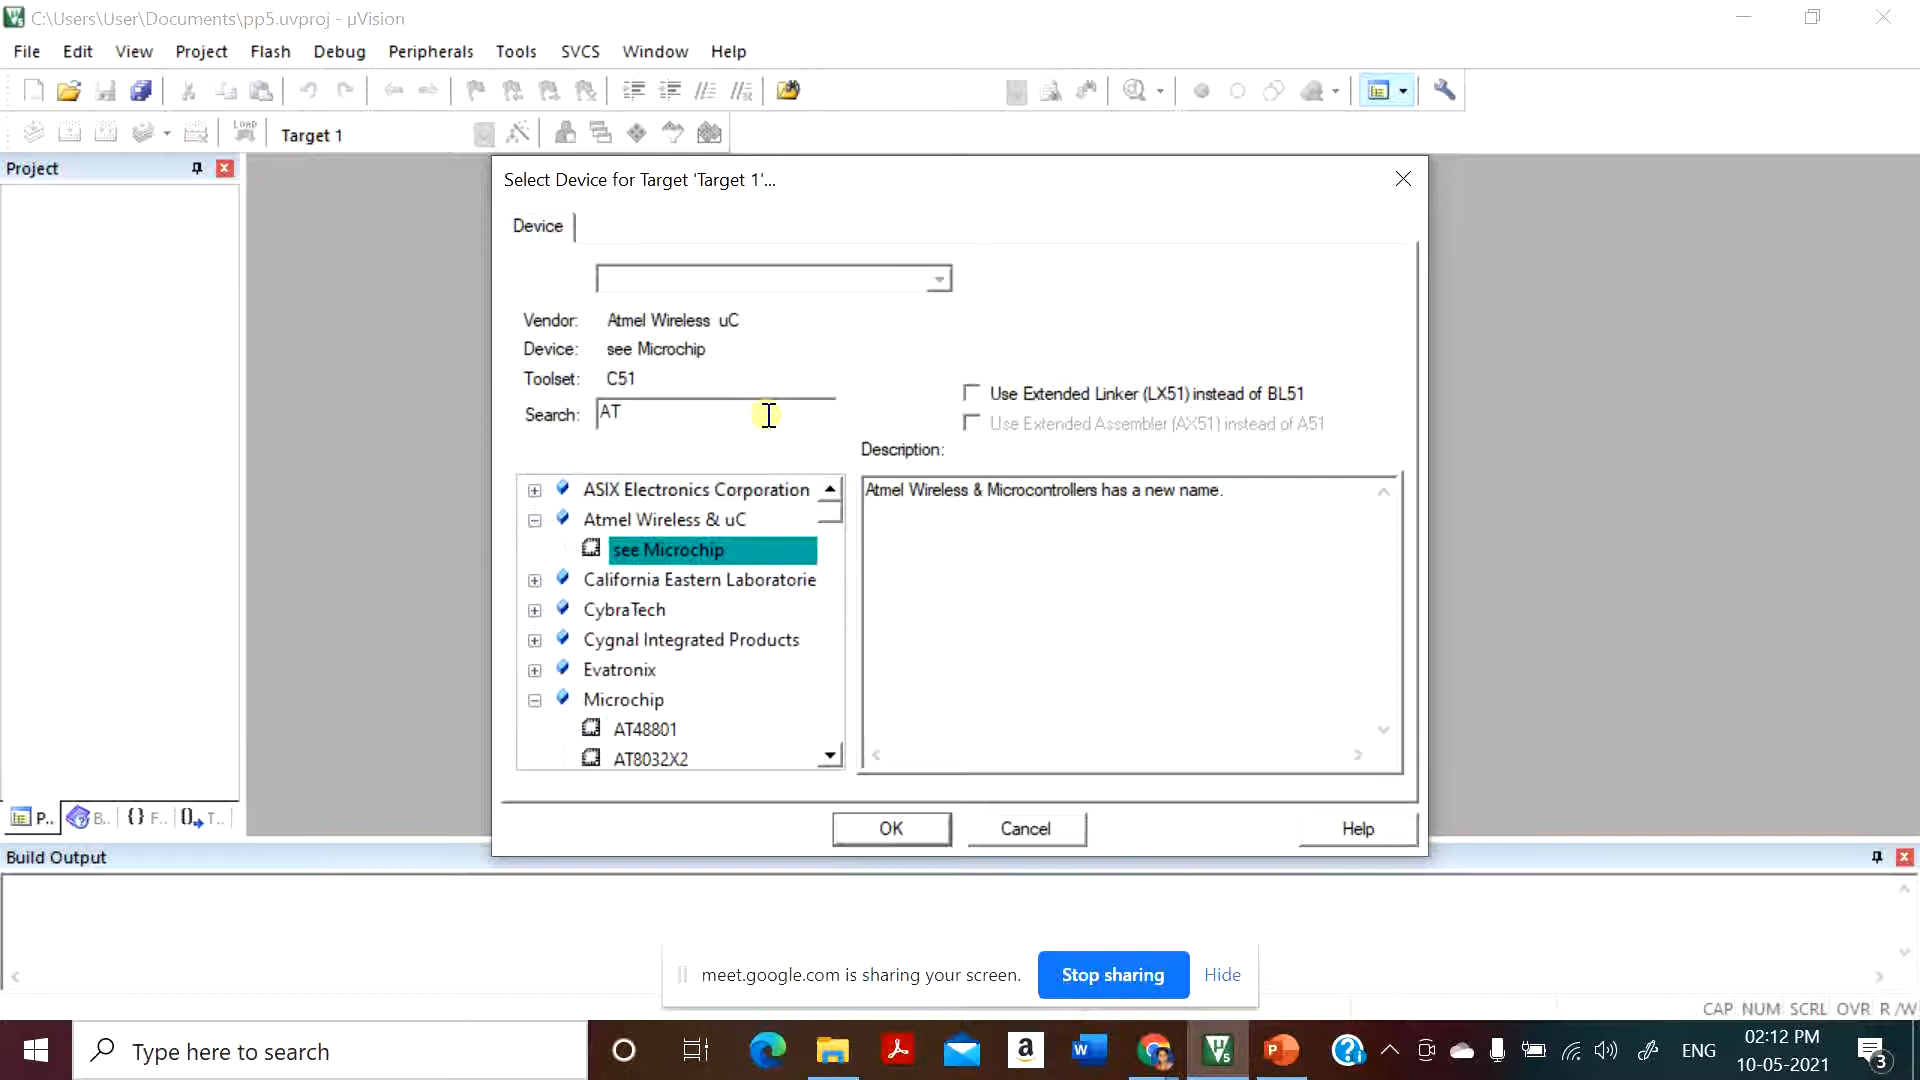 C:\Users\User\Documents\pp5.uvproj - µVision
File Edit View Project Flash Debug Peripherals Tools SVCS Window Help
LOAD Target 1
Project
Select Device for Target 'Target 1'...
Device
Vendor: Atmel Wireless uC
Device: see Microchip
Toolset: C51
Search: AT
Use Extended Linker (LX51) instead of BL51
Use Extended Assembler (AX51) instead of A51
Description:
ASIX Electronics Corporation
Atmel Wireless & uC
see Microchip
California Eastern Laboratorie
CybraTech
Cygnal Integrated Products
Evatronix
Microchip
AT48801
AT8032X2
Atmel Wireless & Microcontrollers has a new name.
OK Cancel Help
P.. B.. {} F.. T..
Build Output
meet.google.com is sharing your screen. Stop sharing Hide
CAP NUM SCRL OVR R /W
Type here to search
ENG
02:12 PM
10-05-2021
3